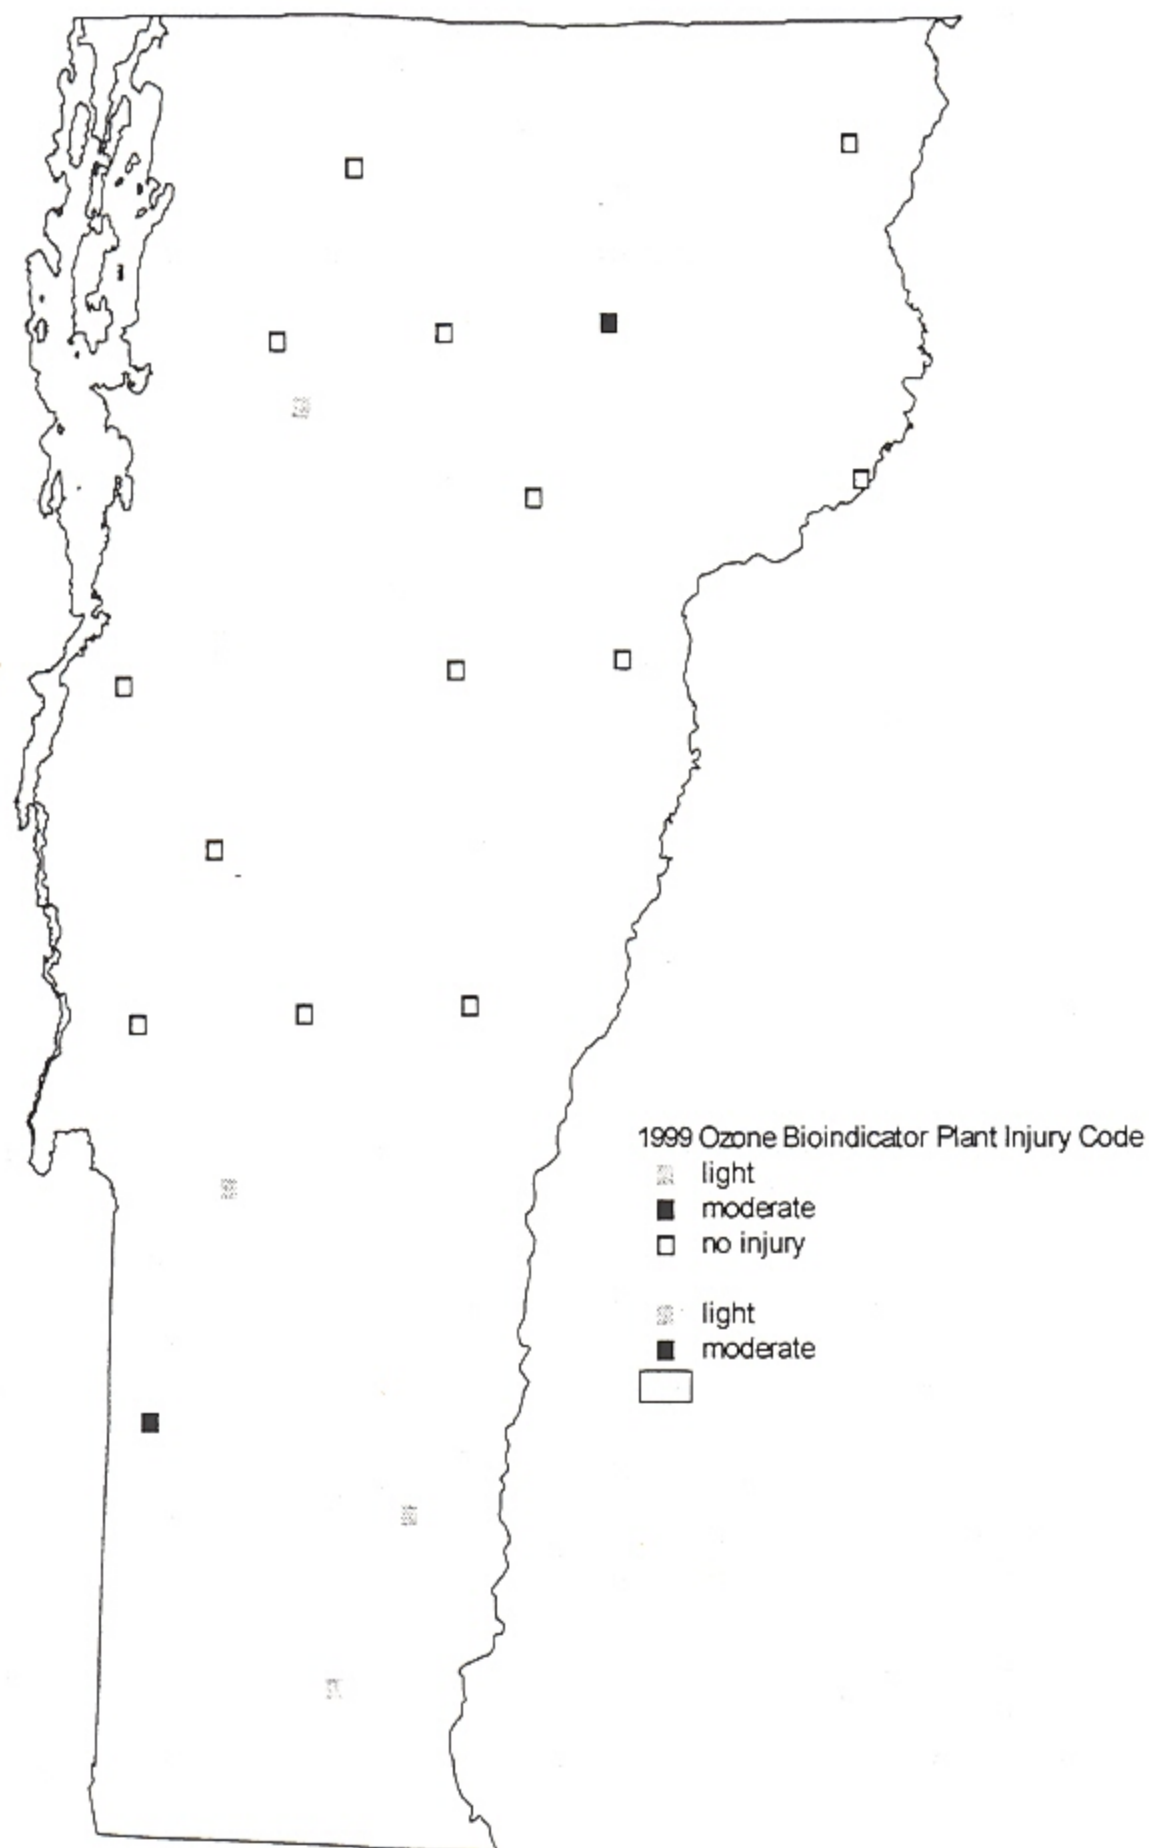 1999 Ozone Bioindicator Plant Injury Code
light
moderate
no injury
light
moderate